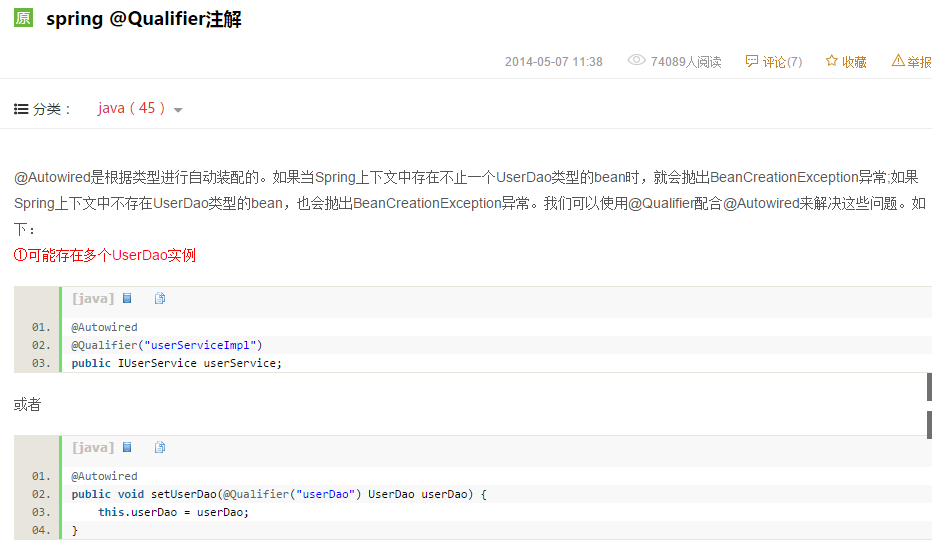 原 spring @Qualifier注解
2014-05-07 11:38 74089人阅读 评论(7) 收藏 举报
分类： java（45）
@Autowired是根据类型进行自动装配的。如果当Spring上下文中存在不止一个UserDao类型的bean时，就会抛出BeanCreationException异常;如果
Spring上下文中不存在UserDao类型的bean，也会抛出BeanCreationException异常。我们可以使用@Qualifier配合@Autowired来解决这些问题。如
下：
①可能存在多个UserDao实例
[java]
01. @Autowired
02. @Qualifier("userServiceImpl")
03. public IUserService userService;
或者
[java]
01. @Autowired
02. public void setUserDao(@Qualifier("userDao") UserDao userDao) {
03. this.userDao = userDao;
04. }